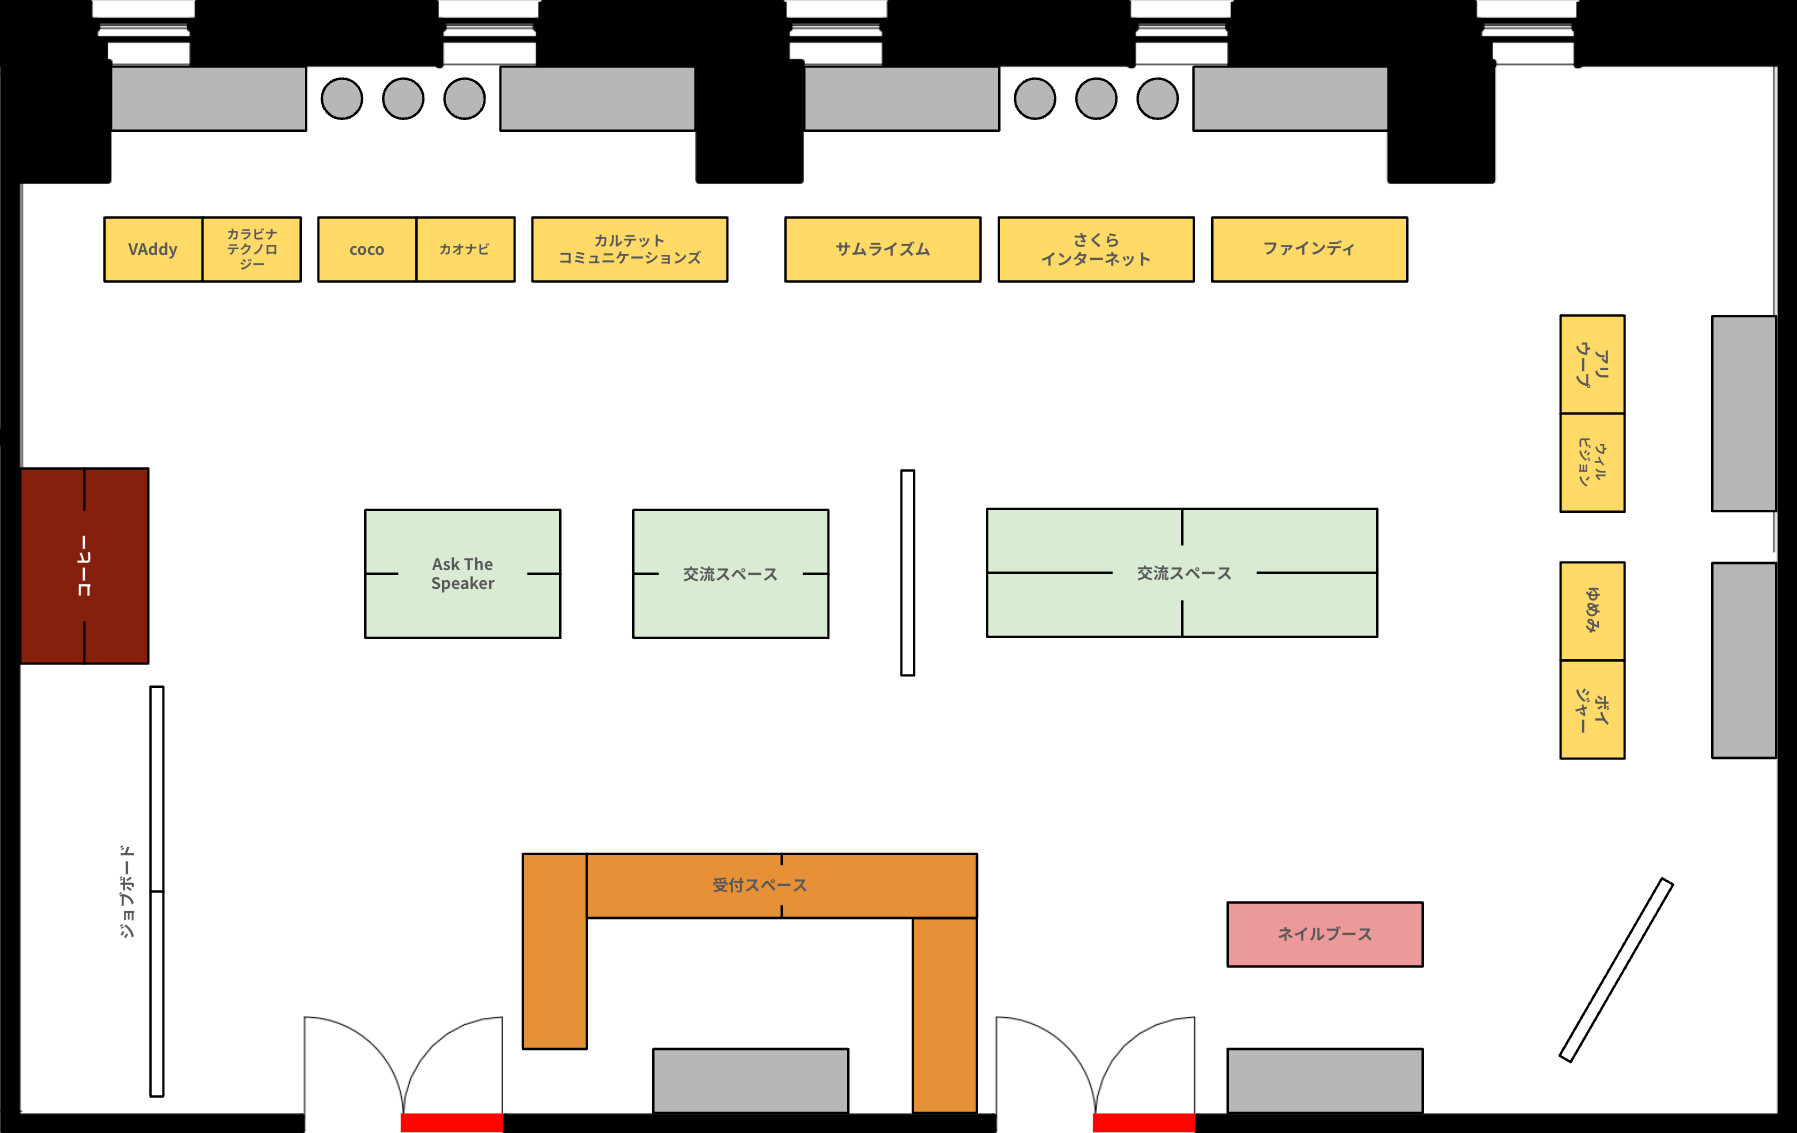 VAddy
カラビナ
テクノロ
ジー
coco
カオナビ
カルテット
コミュニケーションズ
サムライズム
さくら
インターネット
ファインディ
アリ
ウープ
ウィル
ビジョン
コーヒー
Ask The
Speaker
交流スペース
交流スペース
ゆめみ
ボイ
ジャー
ジョブボード
受付スペース
ネイルブース